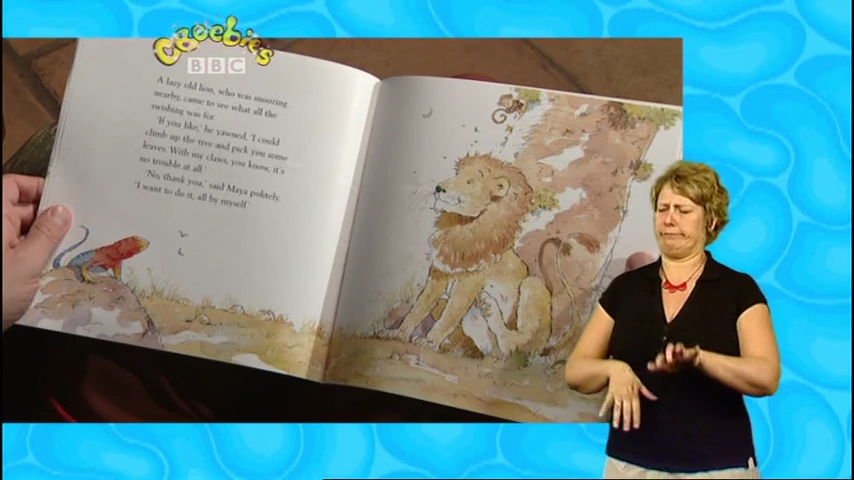 CBeebies
BBC
A lazy old lion, who was snoozing
nearby, came to see what all the
swishing was for.
'If you like,' he yawned, 'I could
climb up the tree and pick you some
leaves. With my claws, you know, it's
no trouble at all.'
'No, thank you,' said Maya politely.
'I want to do it, all by myself.'